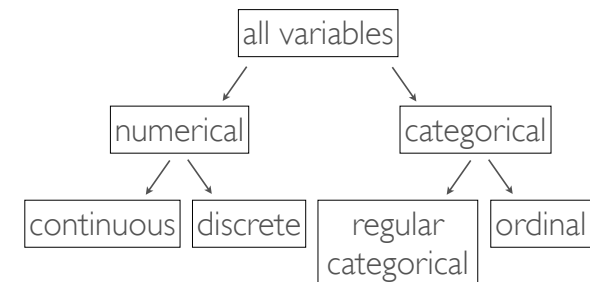 all variables
numerical
categorical
continuous
discrete
regular
categorical
ordinal